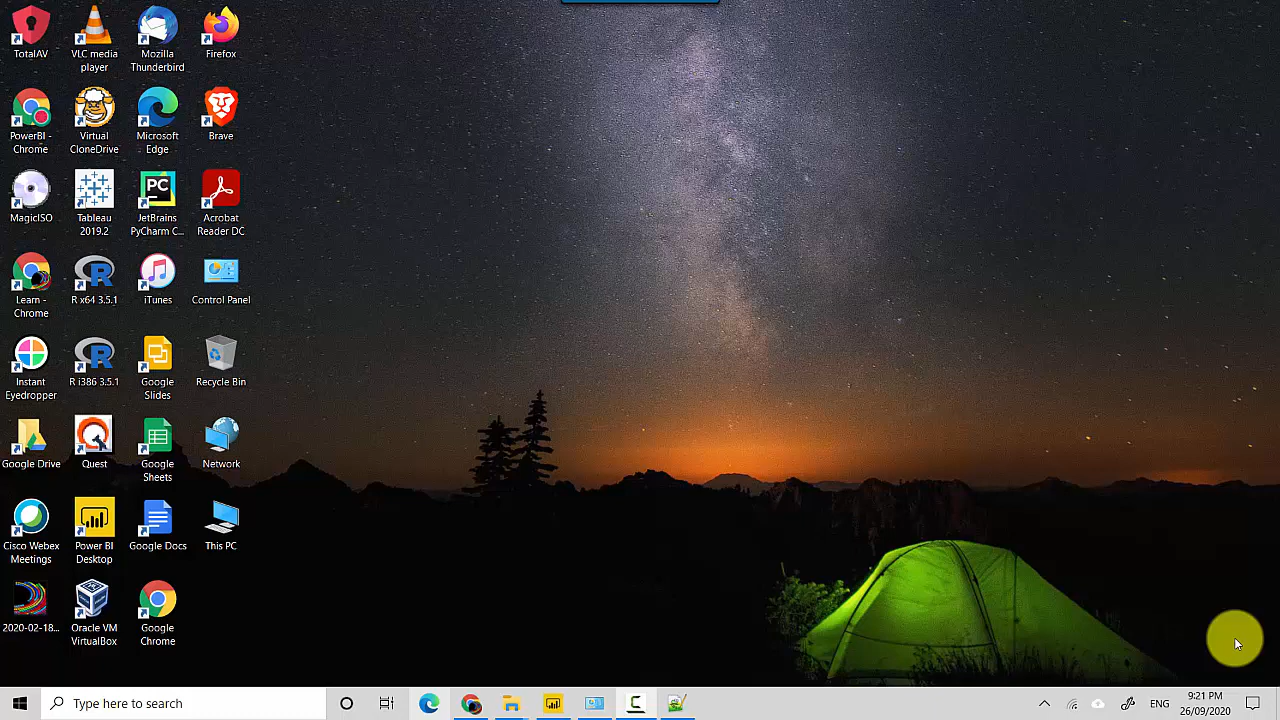 TotalAV
VLC media
player
Mozilla
Thunderbird
Firefox
PowerBI -
Chrome
Virtual
CloneDrive
Microsoft
Edge
Brave
MagicISO
Tableau
2019.2
PC
JetBrains
PyCharm C...
Acrobat
Reader DC
Learn -
Chrome
R x64 3.5.1
iTunes
Control Panel
Instant
Eyedropper
R i386 3.5.1
Google
Slides
Recycle Bin
Google Drive
Quest
Google
Sheets
Network
Cisco Webex
Meetings
Power BI
Desktop
Google Docs
This PC
2020-02-18...
Oracle VM
VirtualBox
Google
Chrome
Type here to search
ENG
9:21 PM
26/09/2020